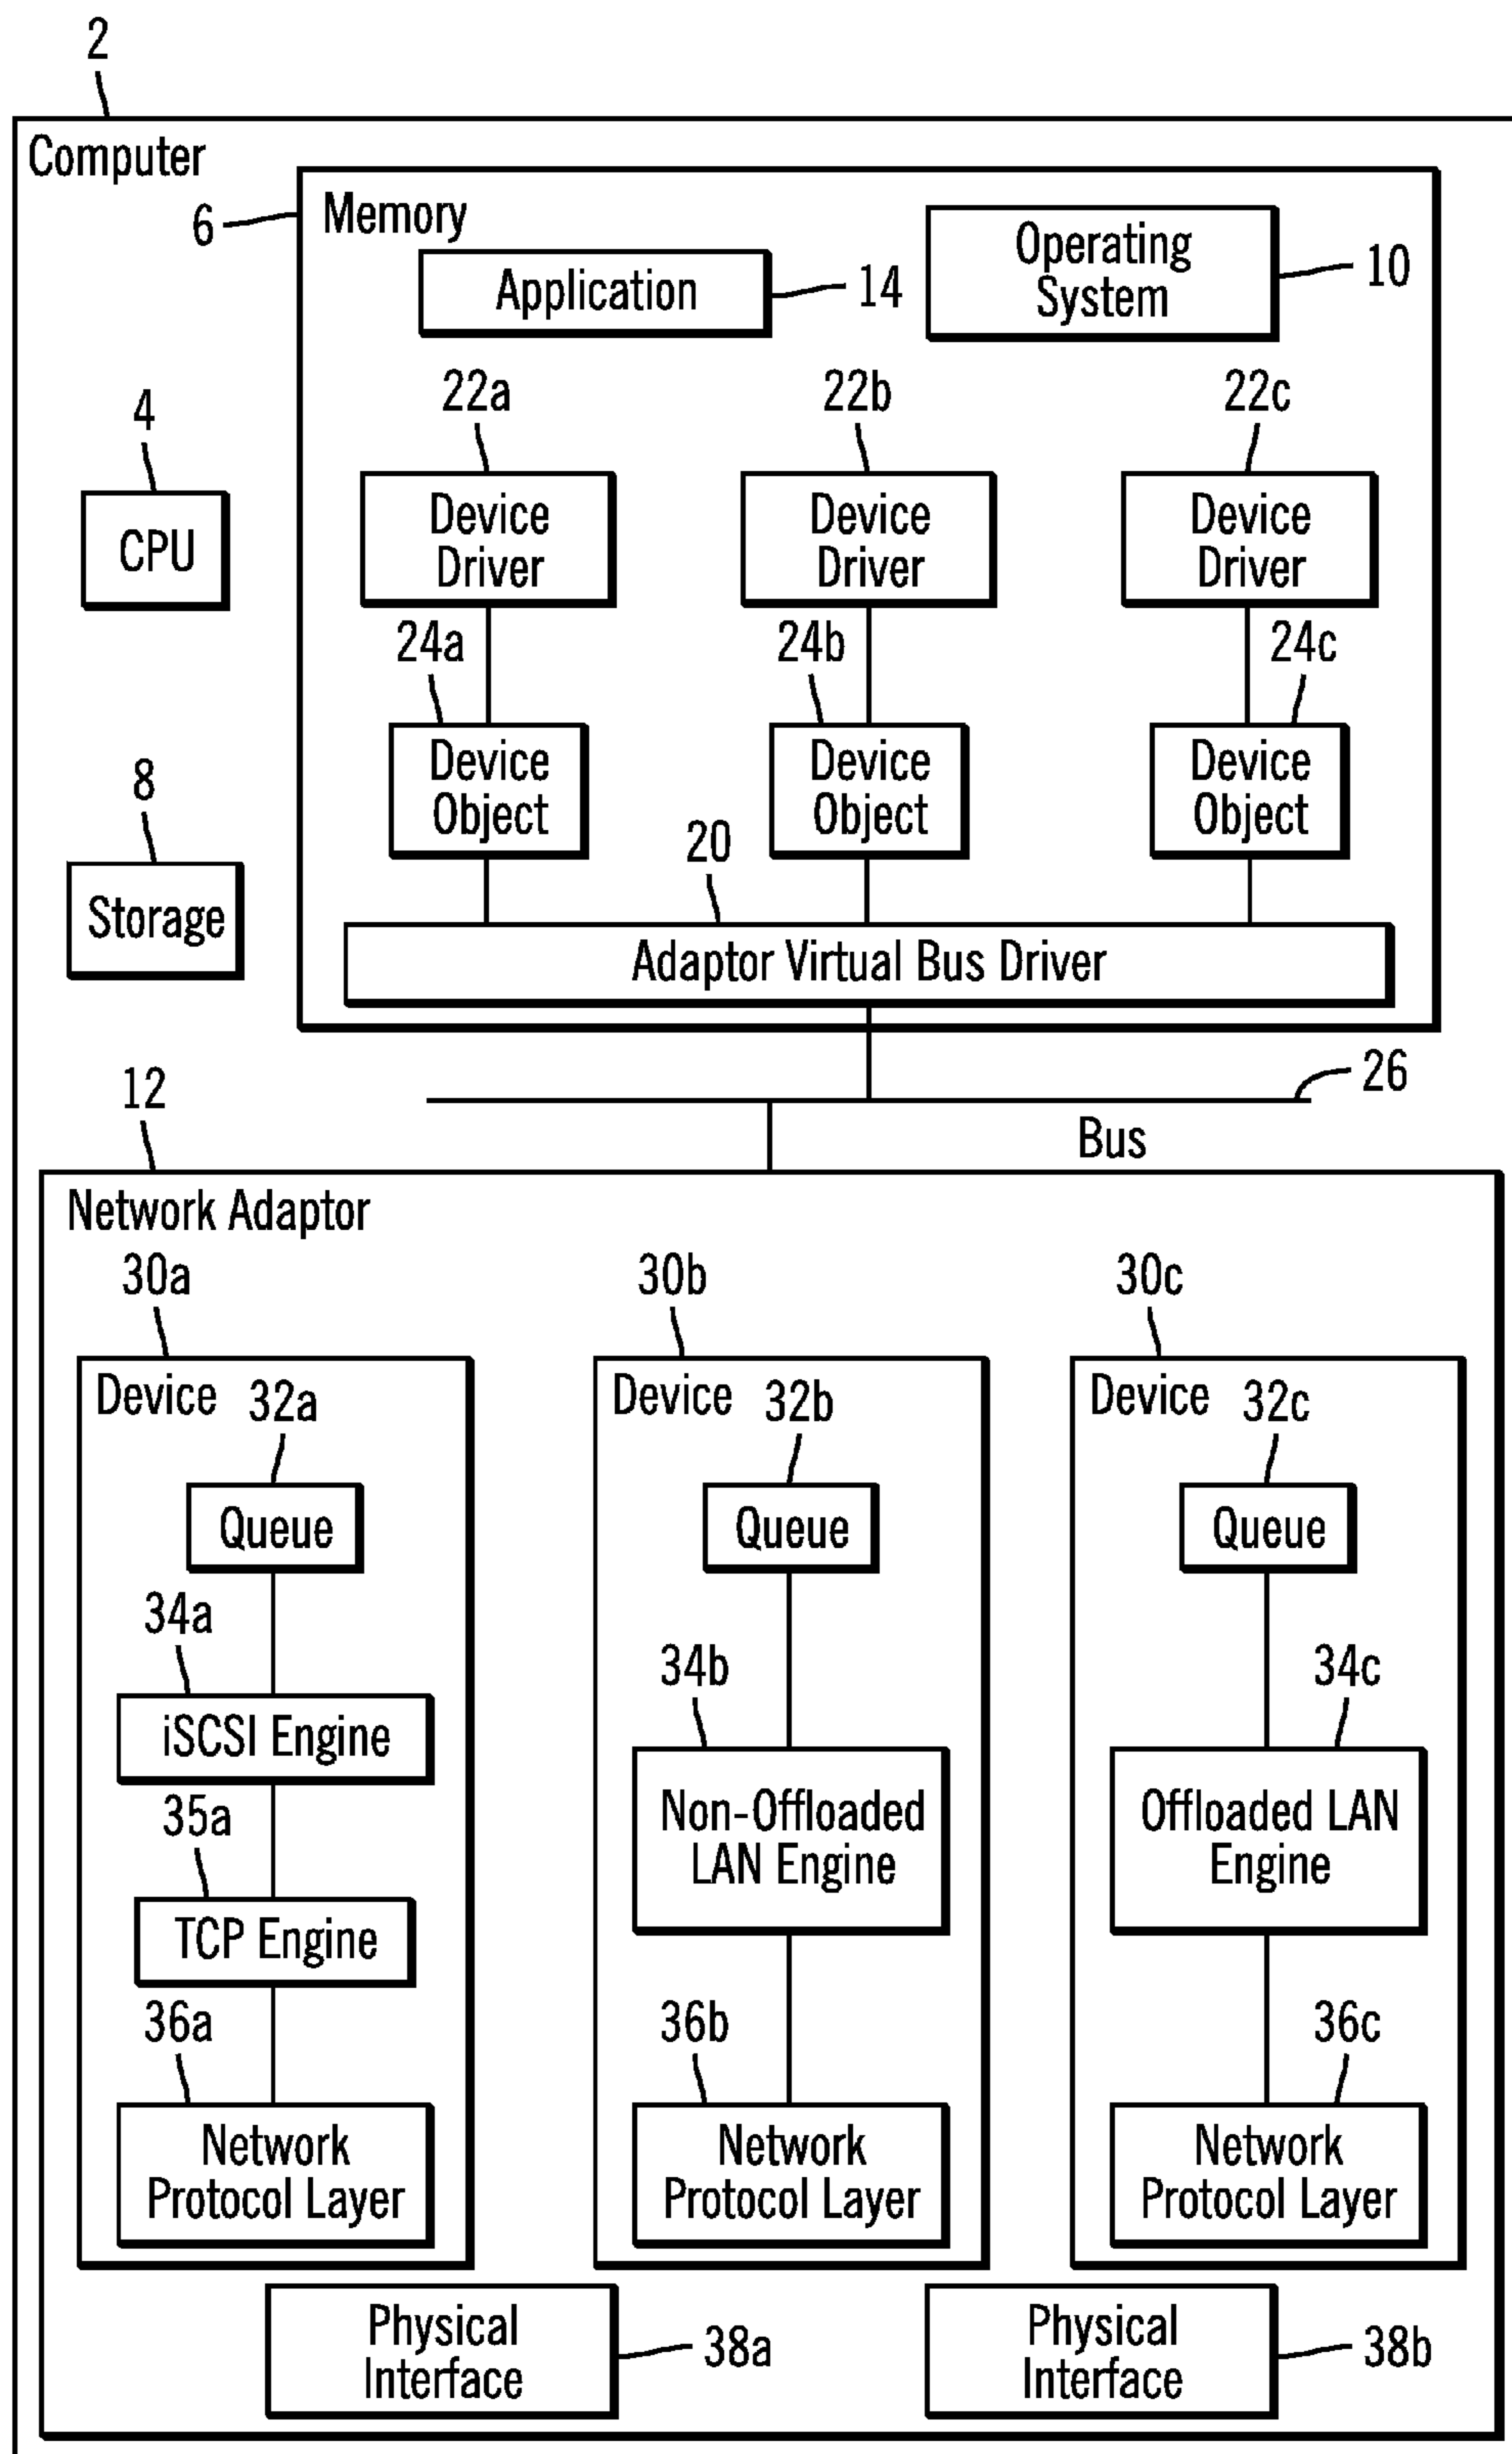 2
Computer
6
Memory
Application
14
Operating
System
10
22a
22b
22c
4
CPU
Device
Driver
Device
Driver
Device
Driver
24a
24b
24c
8
Storage
Device
Object
Device
Object
Device
Object
20
Adaptor Virtual Bus Driver
12
26
Bus
Network Adaptor
30a
30b
30c
Device
32a
Queue
34a
iSCSI Engine
35a
TCP Engine
36a
Network
Protocol Layer
Device
32b
Queue
34b
Non-Offloaded
LAN Engine
36b
Network
Protocol Layer
Device
32c
Queue
34c
Offloaded LAN
Engine
36c
Network
Protocol Layer
Physical
Interface
38a
Physical
Interface
38b